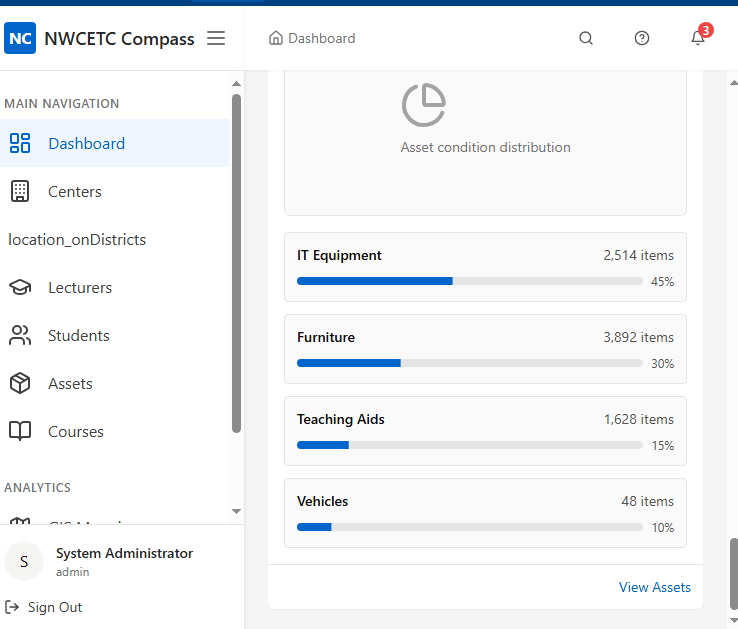 NC NWCETC Compass
Dashboard
3
MAIN NAVIGATION
Dashboard
Centers
location_onDistricts
Lecturers
Students
Assets
Courses
ANALYTICS
S
System Administrator
admin
Sign Out
Asset condition distribution
IT Equipment 2,514 items
45%
Furniture 3,892 items
30%
Teaching Aids 1,628 items
15%
Vehicles 48 items
10%
View Assets